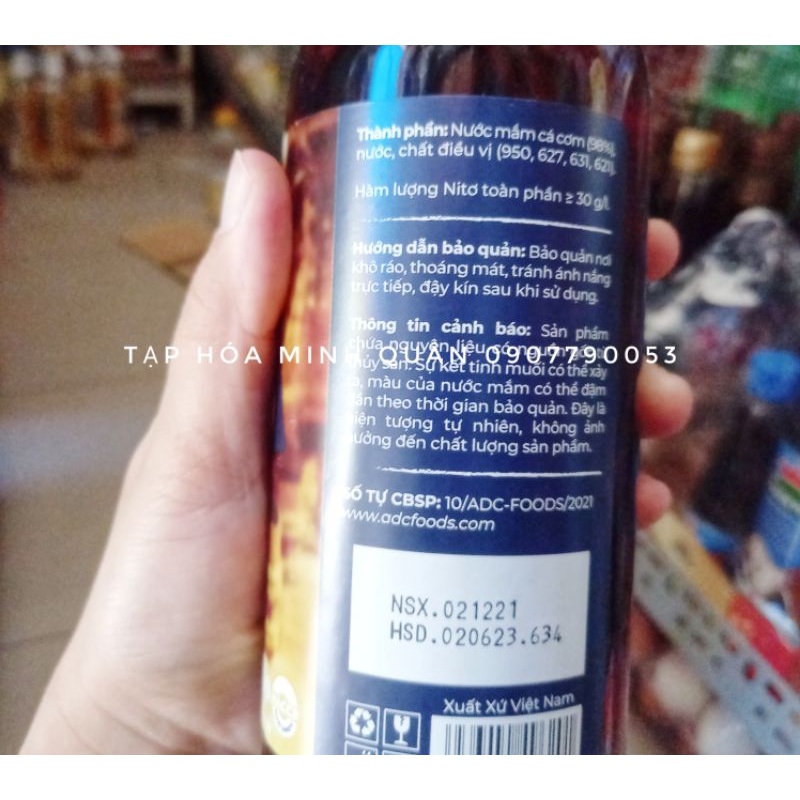 Thành phần: Nước mắm cá cơm (98%),
nước, chất điều vị (950, 627, 631, 621).
Hàm lượng Nitơ toàn phần ≥ 30 g/l.
Hướng dẫn bảo quản: Bảo quản nơi
khô ráo, thoáng mát, tránh ánh nắng
trực tiếp, đậy kín sau khi sử dụng.
Thông tin cảnh báo: Sản phẩm
chứa nguyên liệu có
TẠP HÓA MINH QUÂN 0907790053
thủy sản. Sự kết tinh muối có thể xảy
ra, màu của nước mắm có thể đậm
dần theo thời gian bảo quản. Đây là
hiện tượng tự nhiên, không ảnh
hưởng đến chất lượng sản phẩm.
SỐ TỰ CBSP: 10/ADC-FOODS/2021
www.adcfoods.com
NSX.021221
HSD.020623.634
Xuất Xứ Việt Nam